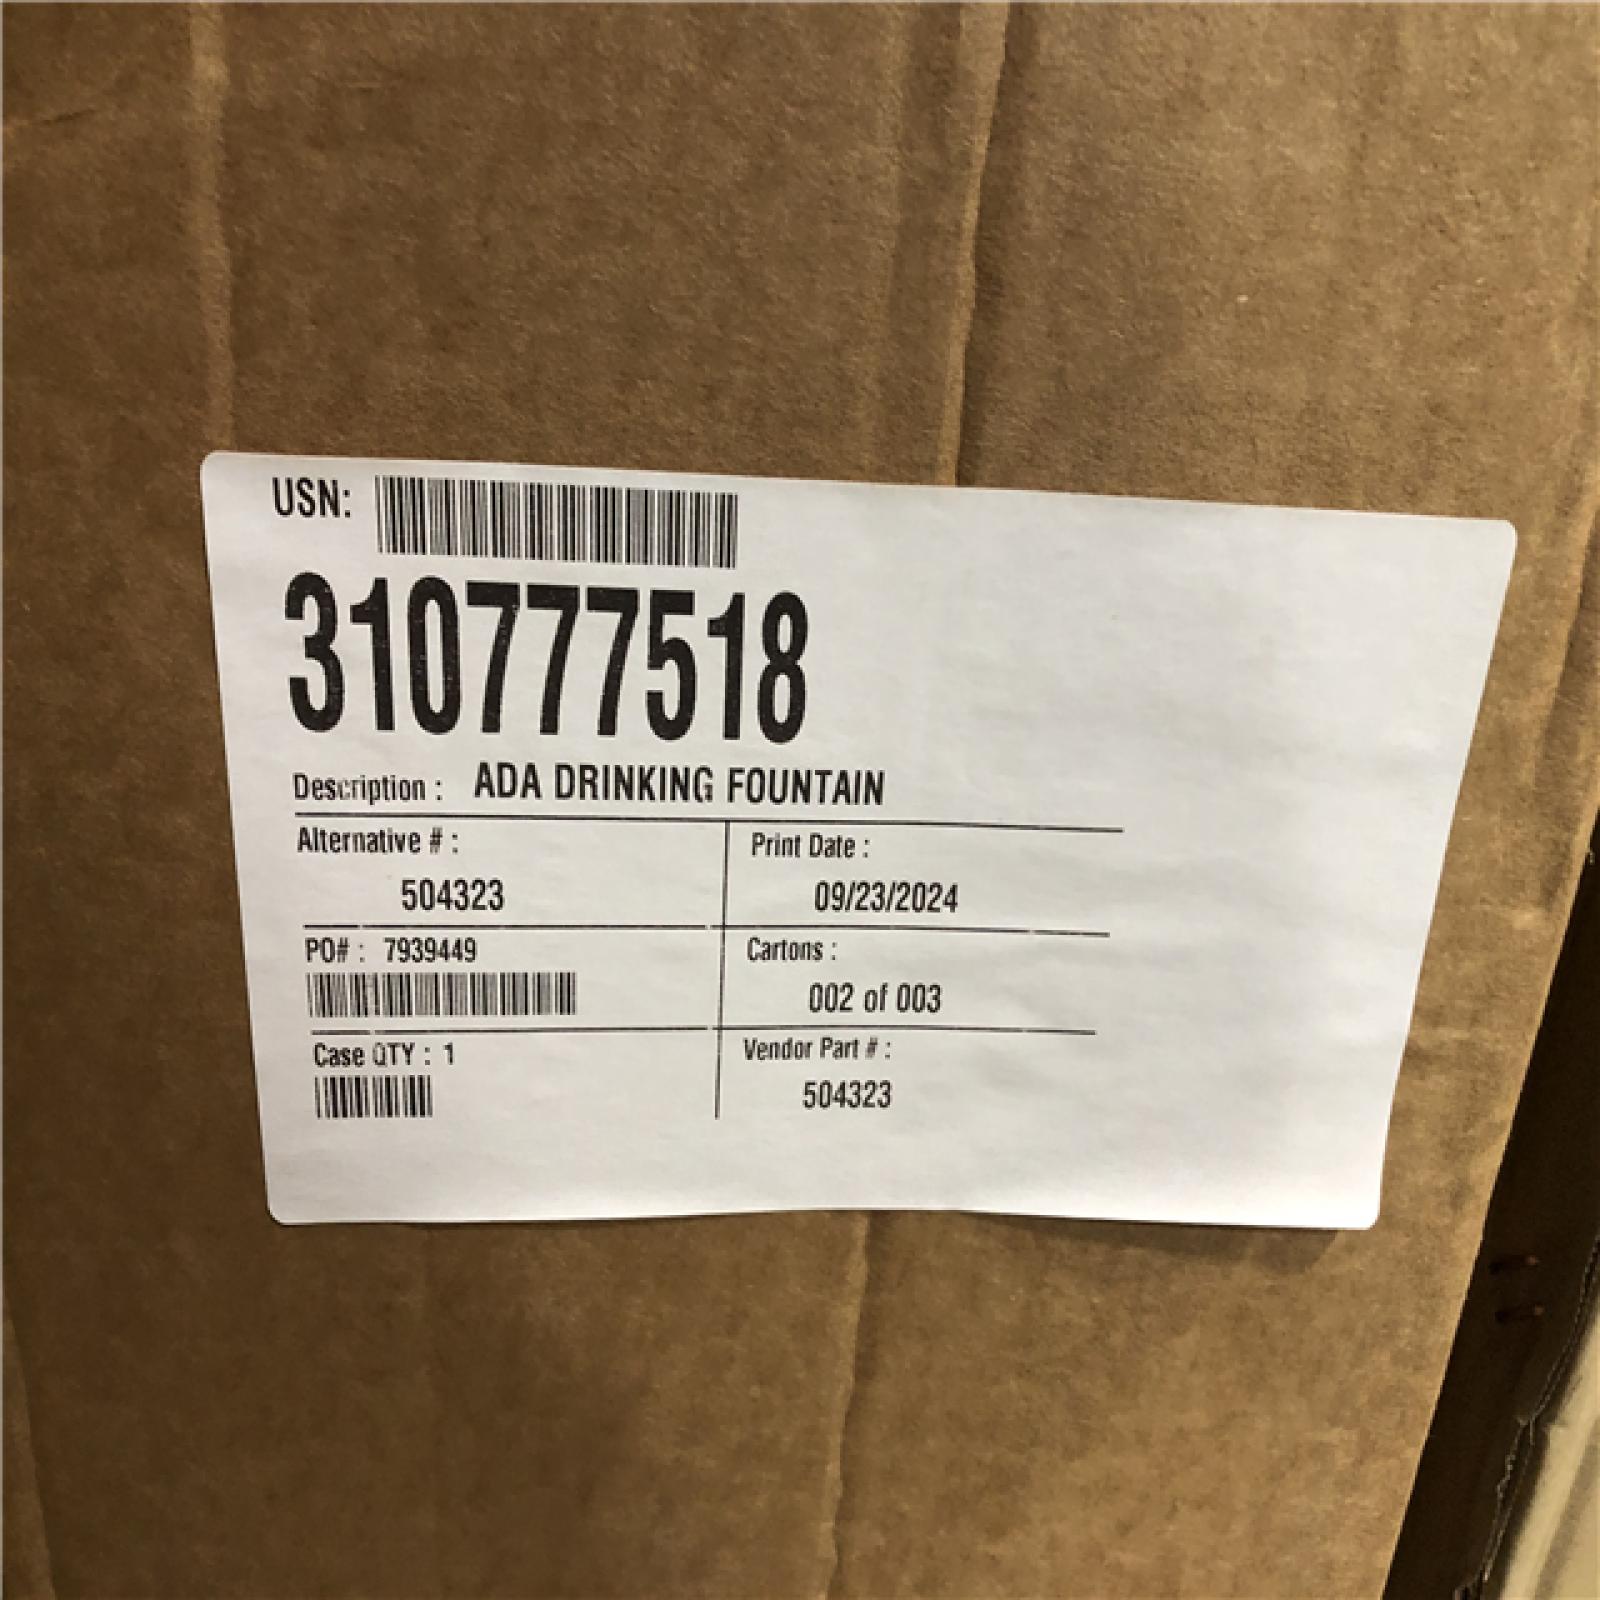 USN:
310777518
Description : ADA DRINKING FOUNTAIN
Alternative # :
504323
Print Date :
09/23/2024
PO# : 7939449
Cartons :
002 of 003
Case QTY : 1
Vendor Part # :
504323